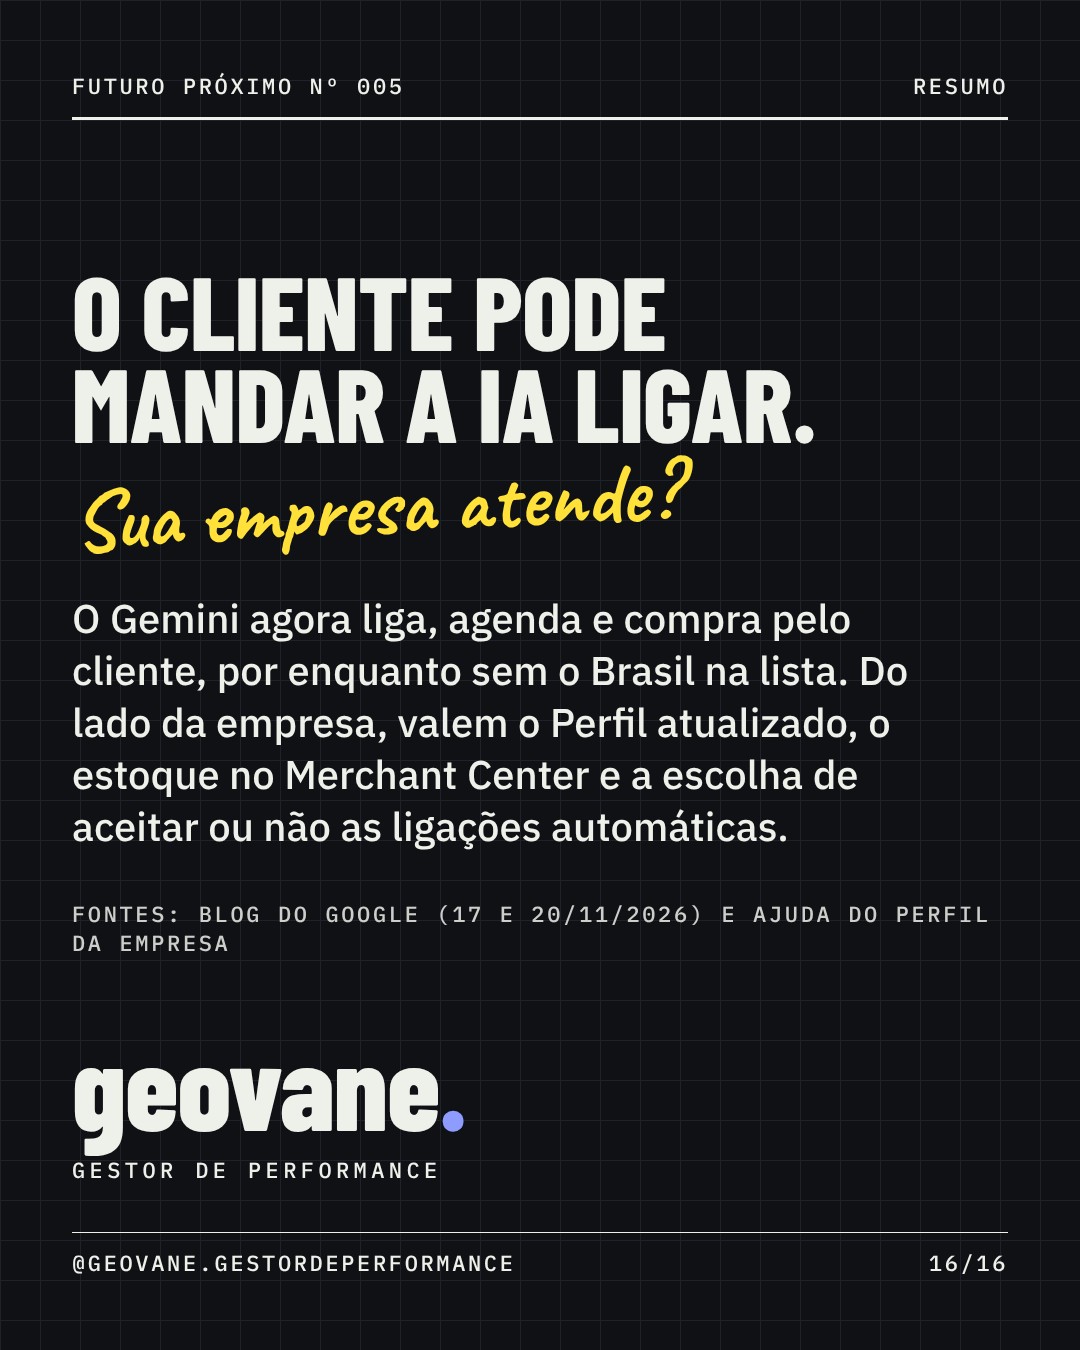 FUTURO PRÓXIMO Nº 005
RESUMO
O CLIENTE PODE
MANDAR A IA LIGAR.
Sua empresa atende?
O Gemini agora liga, agenda e compra pelo
cliente, por enquanto sem o Brasil na lista. Do
lado da empresa, valem o Perfil atualizado, o
estoque no Merchant Center e a escolha de
aceitar ou não as ligações automáticas.
FONTES: BLOG DO GOOGLE (17 E 20/11/2026) E AJUDA DO PERFIL
DA EMPRESA
geovane.
GESTOR DE PERFORMANCE
@GEOVANE.GESTORDEPERFORMANCE
16/16